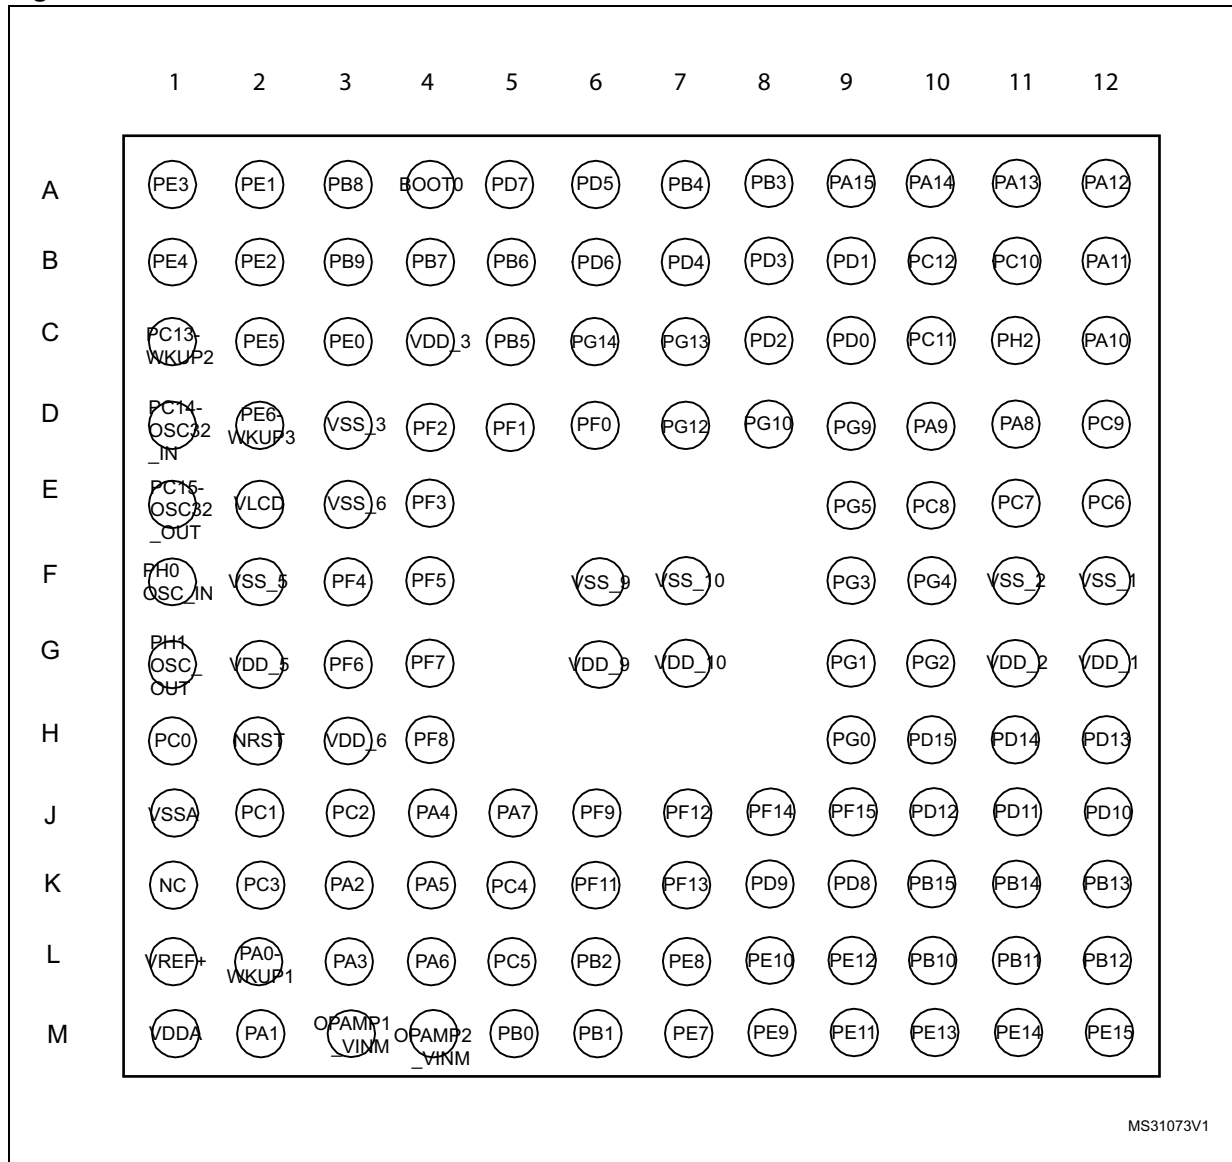 1 2 3 4 5 6 7 8 9 10 11 12
A PE3 PE1 PB8 BOOT0 PD7 PD5 PB4 PB3 PA15 PA14 PA13 PA12
B PE4 PE2 PB9 PB7 PB6 PD6 PD4 PD3 PD1 PC12 PC10 PA11
C PC13-WKUP2 PE5 PE0 VDD_3 PB5 PG14 PG13 PD2 PD0 PC11 PH2 PA10
D PC14-OSC32_IN PE6-WKUP3 VSS_3 PF2 PF1 PF0 PG12 PG10 PG9 PA9 PA8 PC9
E PC15-OSC32_OUT VLCD VSS_6 PF3 PG5 PC8 PC7 PC6
F PH0 OSC_IN VSS_5 PF4 PF5 VSS_9 VSS_10 PG3 PG4 VSS_2 VSS_1
G PH1 OSC_OUT VDD_5 PF6 PF7 VDD_9 VDD_10 PG1 PG2 VDD_2 VDD_1
H PC0 NRST VDD_6 PF8 PG0 PD15 PD14 PD13
J VSSA PC1 PC2 PA4 PA7 PF9 PF12 PF14 PF15 PD12 PD11 PD10
K NC PC3 PA2 PA5 PC4 PF11 PF13 PD9 PD8 PB15 PB14 PB13
L VREF+ PA0-WKUP1 PA3 PA6 PC5 PB2 PE8 PE10 PE12 PB10 PB11 PB12
M VDDA PA1 OPAMP1_VINM OPAMP2_VINM PB0 PB1 PE7 PE9 PE11 PE13 PE14 PE15
MS31073V1